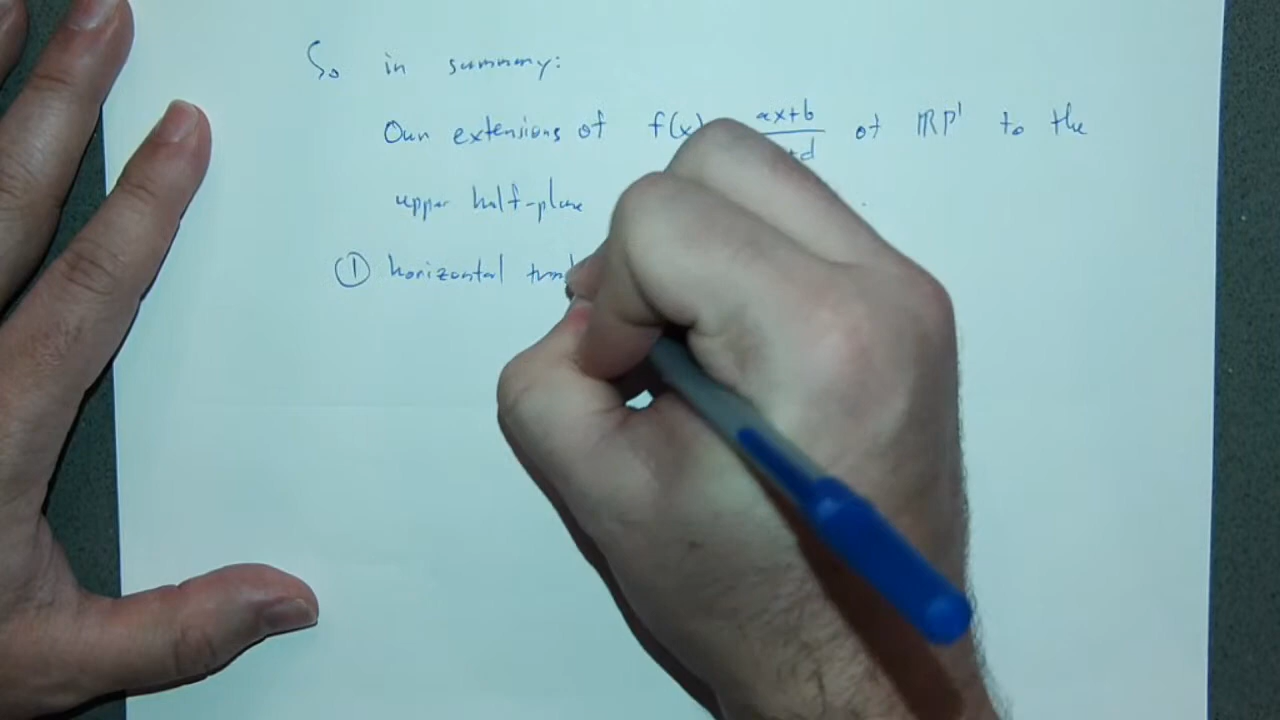 So in summary:
Our extensions of f(x) ax+b of ℝP¹ to the
+d
upper half-plane
① horizontal